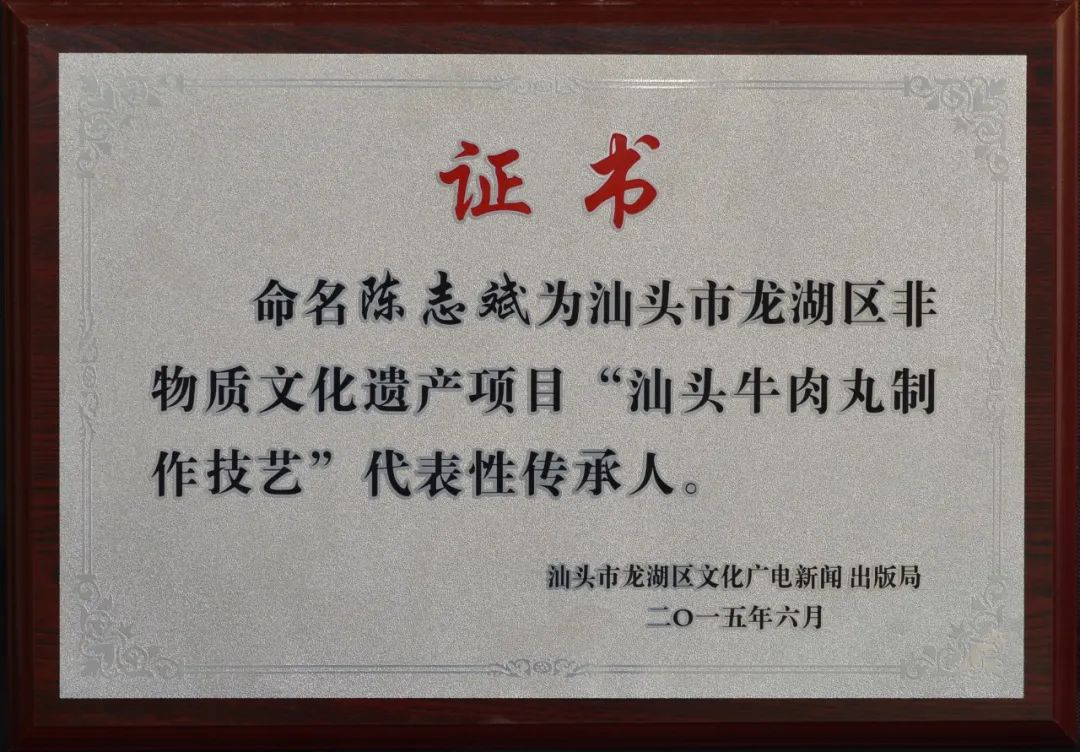 证书
命名陈志斌为汕头市龙湖区非
物质文化遗产项目“汕头牛肉丸制
作技艺”代表性传承人。
汕头市龙湖区文化广电新闻 出版局
二〇一五年六月